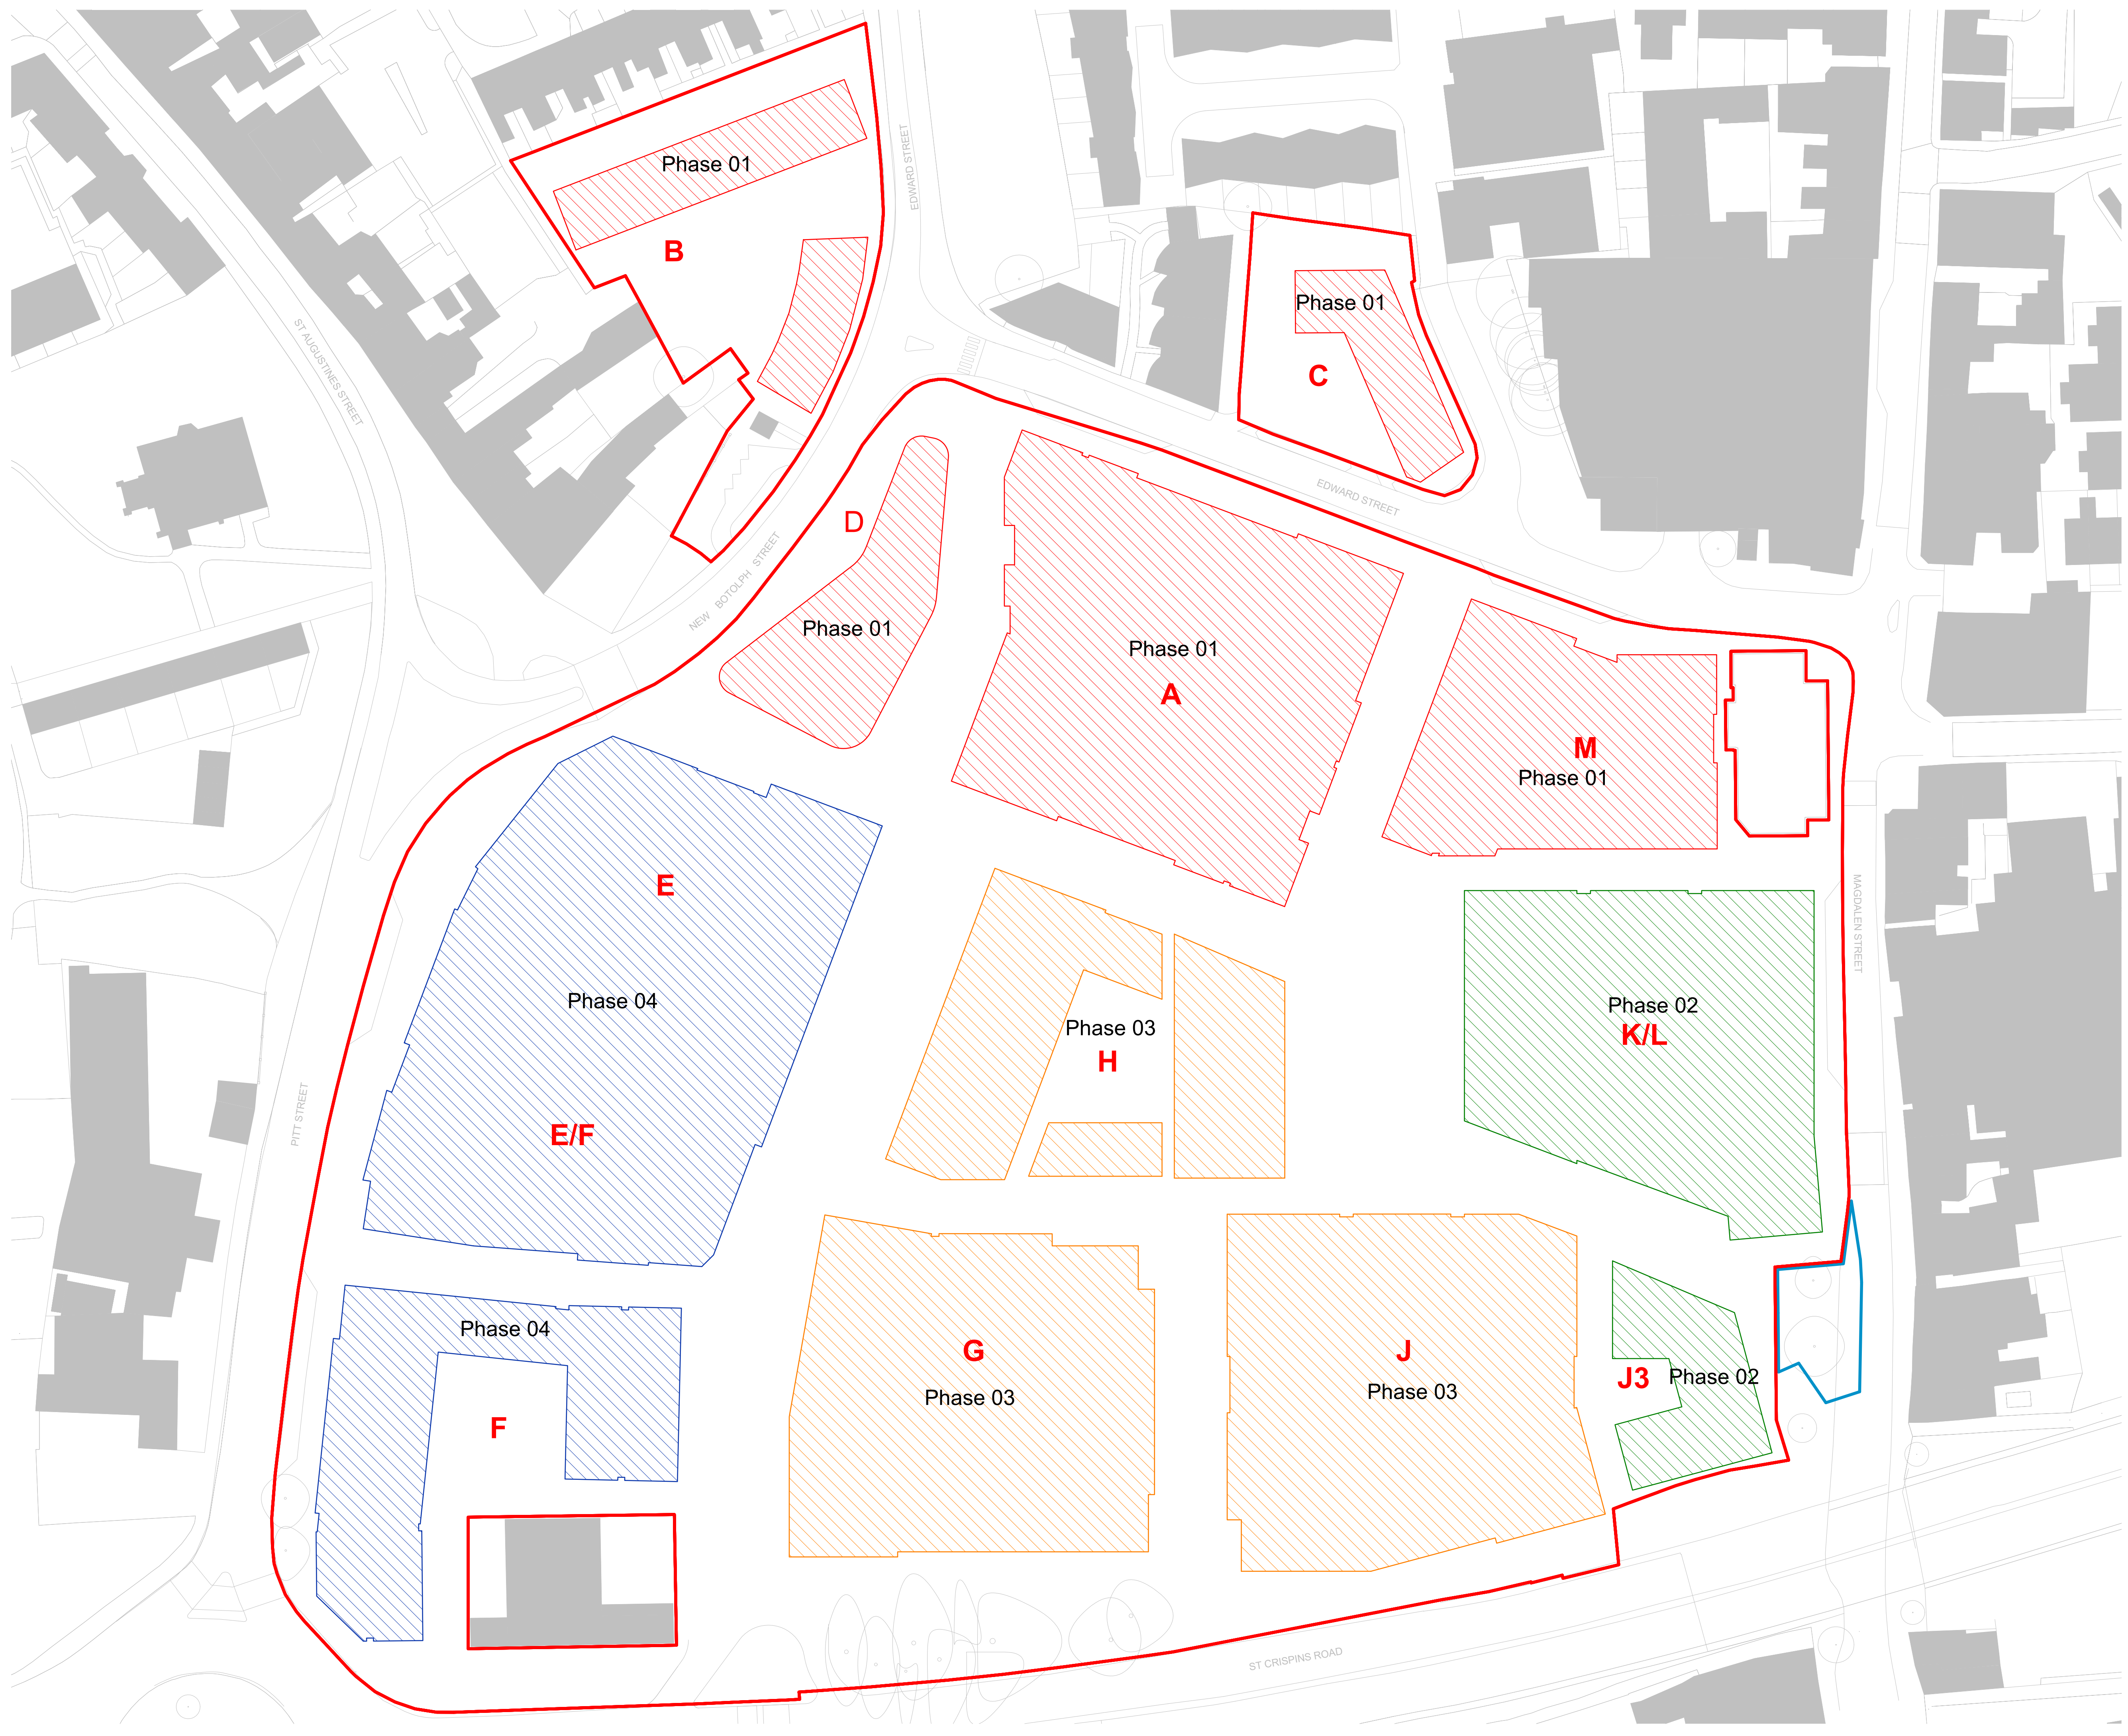 Phase 01
B
EDWARD STREET
Phase 01
C
ST AUGUSTINES STREET
EDWARD STREET
D
NEW BOTOLPH STREET
Phase 01
Phase 01
A
M
Phase 01
E
Phase 04
E/F
Phase 03
H
Phase 02
K/L
MAGDALEN STREET
PITT STREET
Phase 04
F
G
Phase 03
J
Phase 03
J3
Phase 02
ST CRISPINS ROAD